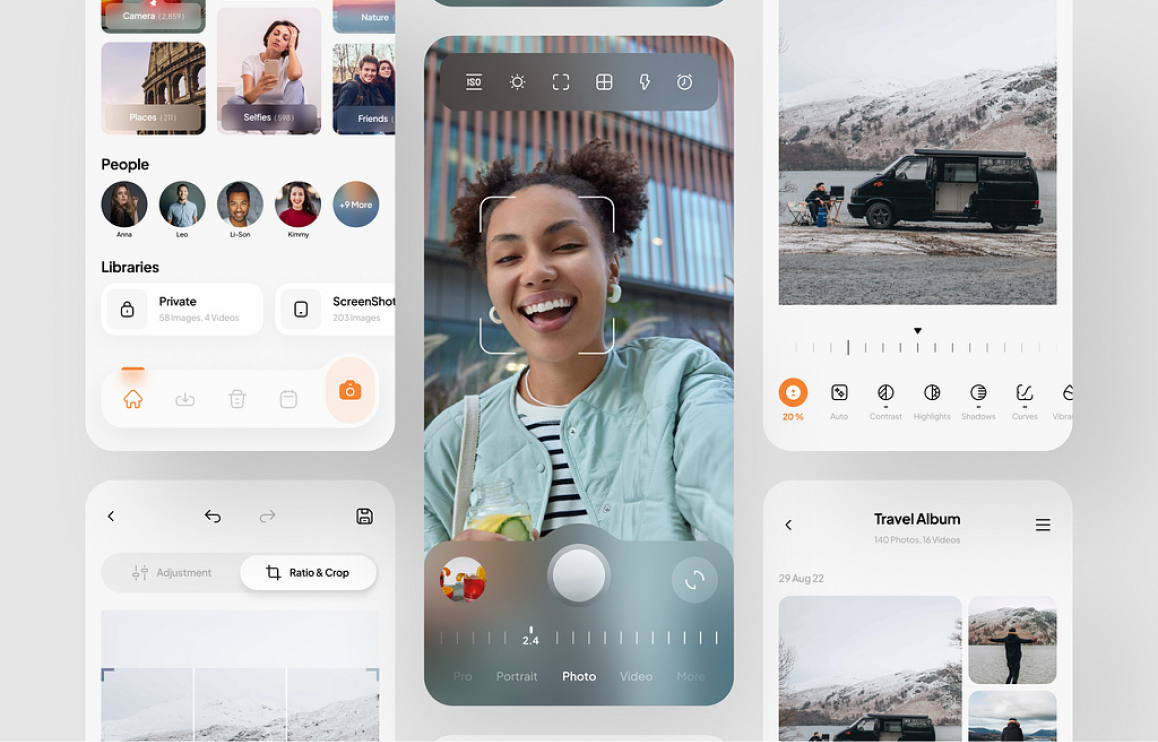 Camera (2,859)
Nature
Places (211)
Selfies (598)
Friends
People
Anna
Leo
Li-Son
Kimmy
+9 More
Libraries
Private
58 Images, 4 Videos
ScreenShot
203 Images
Adjustment
Ratio & Crop
ISO
2.4
Pro
Portrait
Photo
Video
More
20 %
Auto
Contrast
Highlights
Shadows
Curves
Vibra
Travel Album
140 Photos, 16 Videos
29 Aug 22